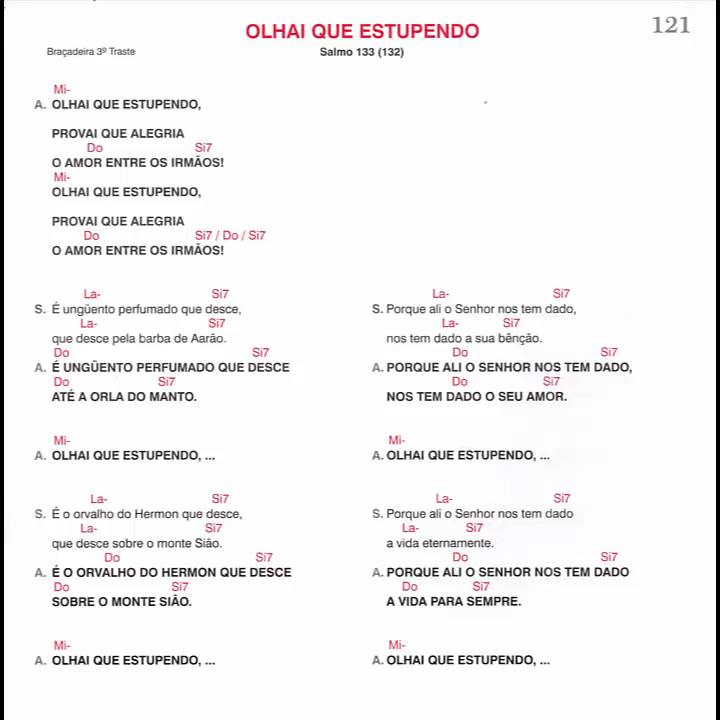 OLHAI QUE ESTUPENDO
121
Braçadeira 3º Traste
Salmo 133 (132)
Mi-
A. OLHAI QUE ESTUPENDO,
PROVAI QUE ALEGRIA
Do Si7
O AMOR ENTRE OS IRMÃOS!
Mi-
OLHAI QUE ESTUPENDO,
PROVAI QUE ALEGRIA
Do Si7 / Do / Si7
O AMOR ENTRE OS IRMÃOS!
La- Si7
S. É ungüento perfumado que desce,
La- Si7
que desce pela barba de Aarão.
Do Si7
A. É UNGÜENTO PERFUMADO QUE DESCE
Do Si7
ATÉ A ORLA DO MANTO.
Mi-
A. OLHAI QUE ESTUPENDO, ...
La- Si7
S. É o orvalho do Hermon que desce,
La- Si7
que desce sobre o monte Sião.
Do Si7
A. É O ORVALHO DO HERMON QUE DESCE
Do Si7
SOBRE O MONTE SIÃO.
Mi-
A. OLHAI QUE ESTUPENDO, ...
La- Si7
S. Porque ali o Senhor nos tem dado,
La- Si7
nos tem dado a sua bênção.
Do Si7
A. PORQUE ALI O SENHOR NOS TEM DADO,
Do Si7
NOS TEM DADO O SEU AMOR.
Mi-
A. OLHAI QUE ESTUPENDO, ...
La- Si7
S. Porque ali o Senhor nos tem dado
La- Si7
a vida eternamente.
Do Si7
A. PORQUE ALI O SENHOR NOS TEM DADO
Do Si7
A VIDA PARA SEMPRE.
Mi-
A. OLHAI QUE ESTUPENDO, ...